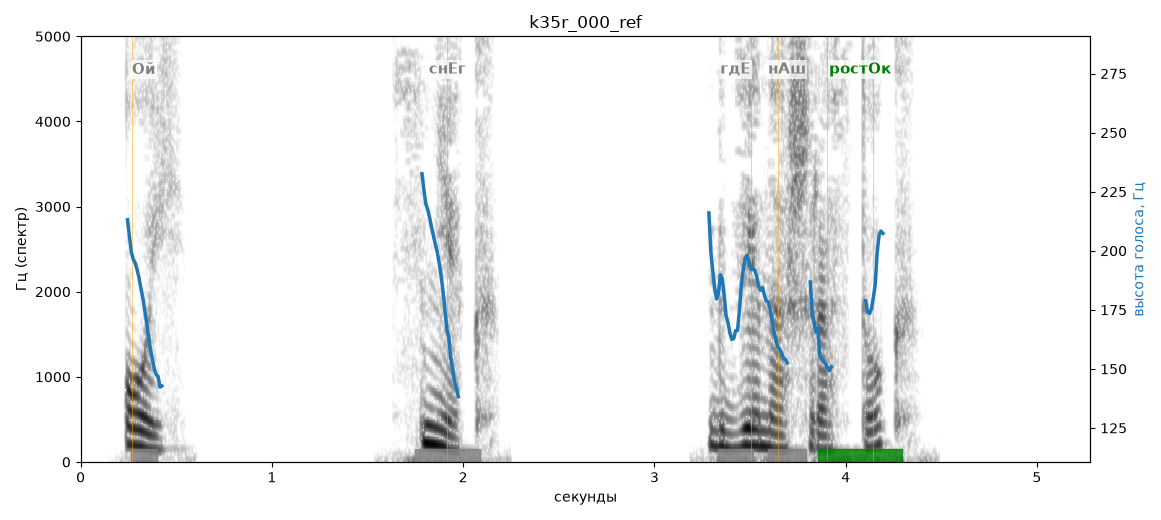 k35r_000_ref
5000
4000
3000
2000
1000
0
Гц (спектр)
Ой
снЕг
гдЕ
нАш
ростОк
275
250
225
200
175
150
125
высота голоса, Гц
0
1
2
3
4
5
секунды